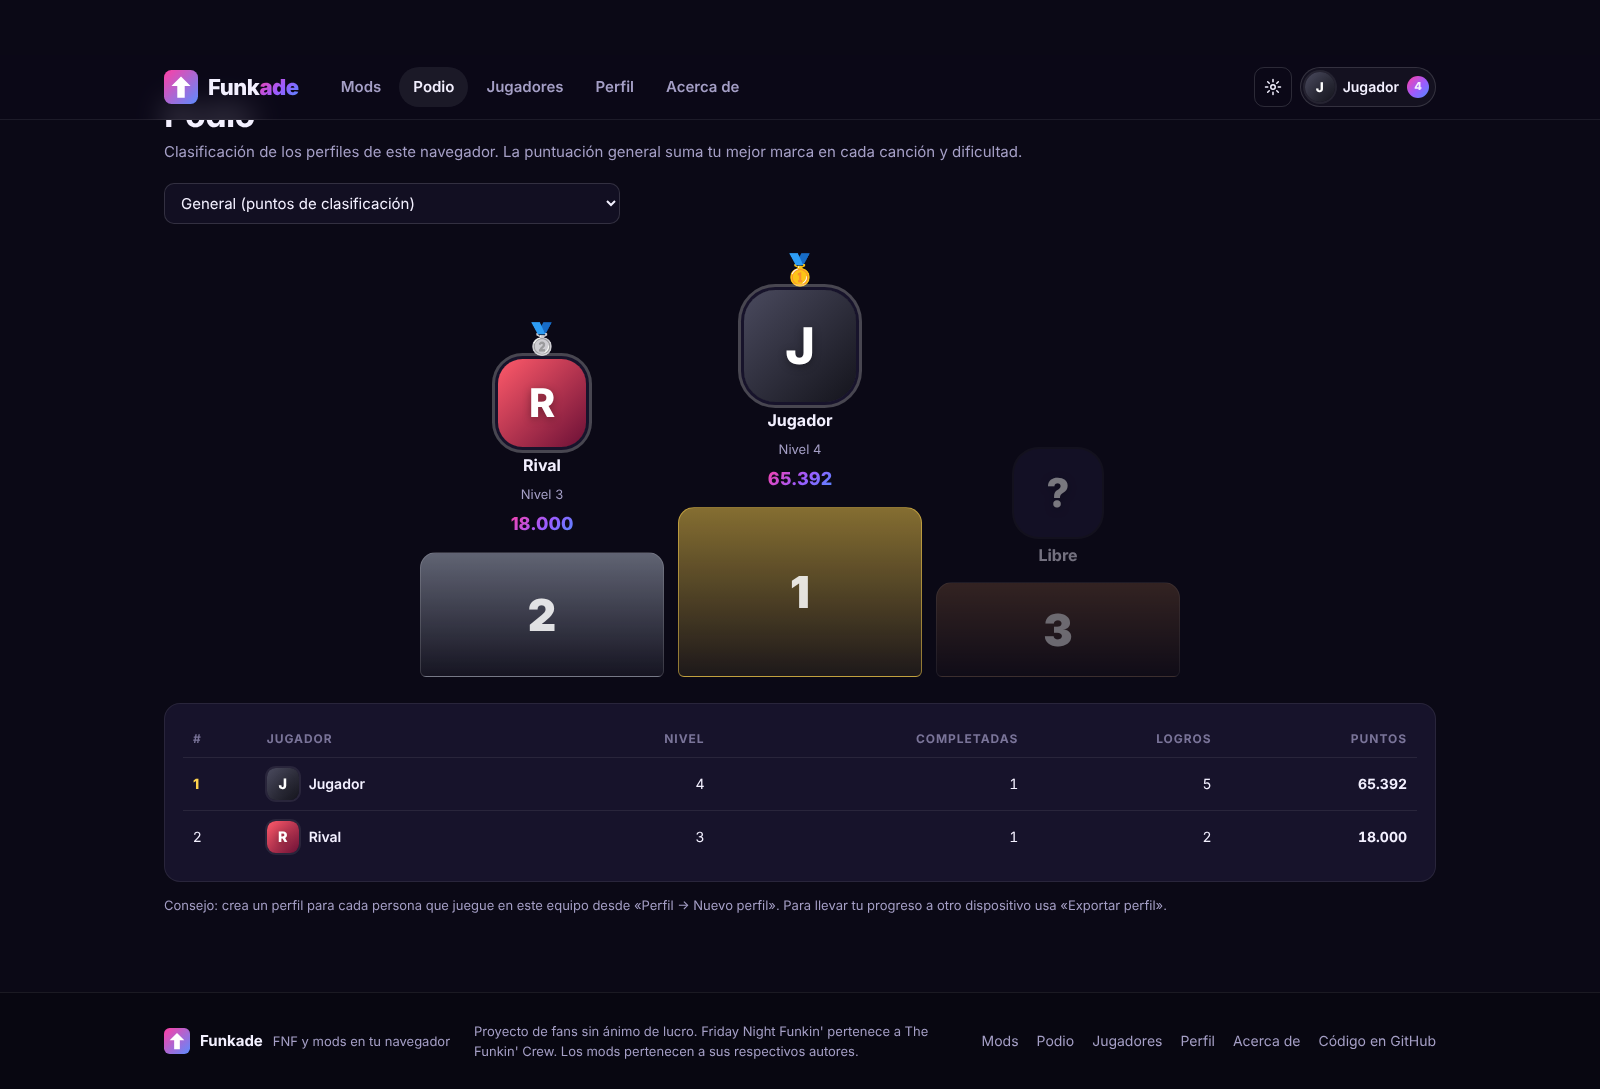 Funkade
Mods
Podio
Jugadores
Perfil
Acerca de
J
Jugador
4
Podio
Clasificación de los perfiles de este navegador. La puntuación general suma tu mejor marca en cada canción y dificultad.
General (puntos de clasificación)
1
J
Jugador
Nivel 4
65.392
2
R
Rival
Nivel 3
18.000
?
Libre
2
1
3
# JUGADOR NIVEL COMPLETADAS LOGROS PUNTOS
1 J Jugador 4 1 5 65.392
2 R Rival 3 1 2 18.000
Consejo: crea un perfil para cada persona que juegue en este equipo desde «Perfil → Nuevo perfil». Para llevar tu progreso a otro dispositivo usa «Exportar perfil».
Funkade
FNF y mods en tu navegador
Proyecto de fans sin ánimo de lucro. Friday Night Funkin' pertenece a The
Funkin' Crew. Los mods pertenecen a sus respectivos autores.
Mods
Podio
Jugadores
Perfil
Acerca de
Código en GitHub